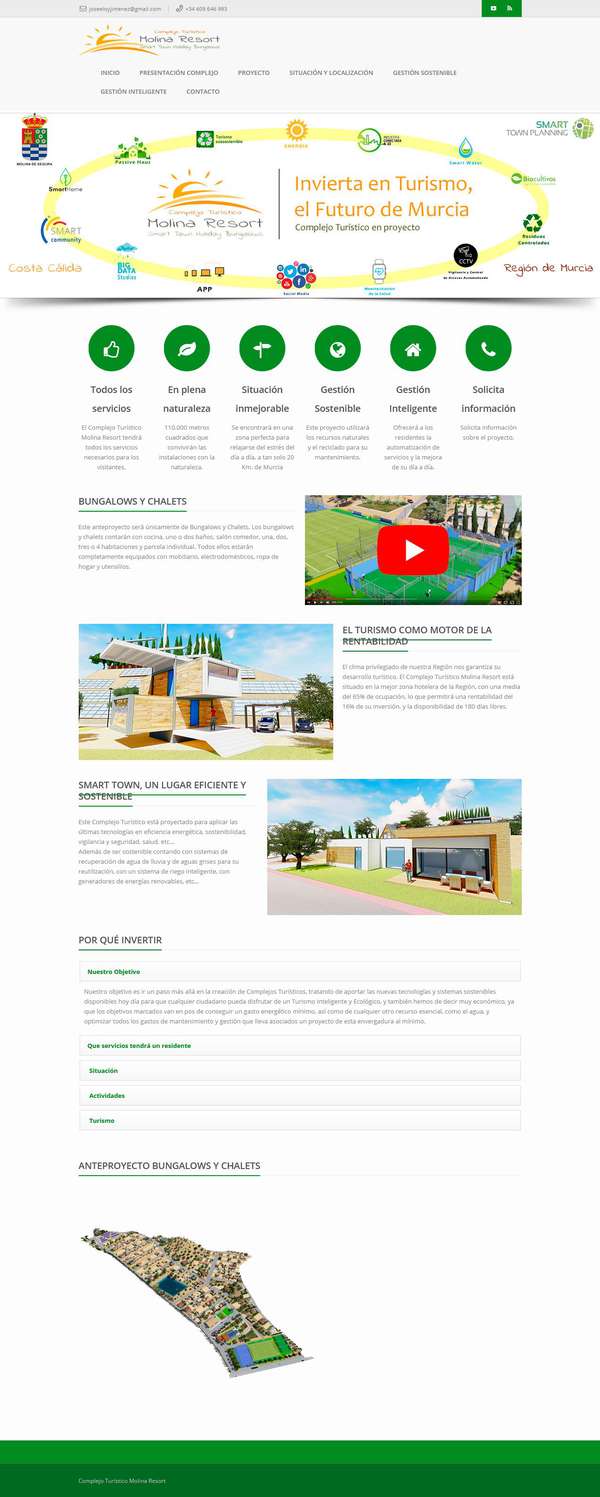 joseeloyjimenez@gmail.com
+34 609 646 993
Complejo Turístico
Molina Resort
Smart Town Holiday Bungalows
INICIO
PRESENTACIÓN COMPLEJO
PROYECTO
SITUACIÓN Y LOCALIZACIÓN
GESTIÓN SOSTENIBLE
GESTIÓN INTELIGENTE
CONTACTO
MOLINA DE SEGURA
Passive Haus
Turismo
ecosostenible
ENERGÍA
INDUSTRIA
CONECTADA
4.0
Smart Water
SMART
TOWN PLANNING
SmartHome
Biocultivos
Complejo Turístico
Molina Resort
Smart Town Holiday Bungalows
Invierta en Turismo,
el Futuro de Murcia
Complejo Turístico en proyecto
SMART
community
Residuos
Controlados
Costa Cálida
BIG
DATA
Studies
APP
Social Media
Monitorización
de la Salud
CCTV
Vigilancia y Control
de Accesos Automatizado
Región de Murcia
Todos los
servicios
El Complejo Turístico
Molina Resort tendrá
todos los servicios
necesarios para los
visitantes.
En plena
naturaleza
110.000 metros
cuadrados que
convivirán las
instalaciones con la
naturaleza.
Situación
inmejorable
Se encontrará en una
zona perfecta para
relajarse del estrés del
día a día, a tan solo 20
Km. de Murcia
Gestión
Sostenible
Este proyecto utilizará
los recursos naturales
y el reciclado para su
mantenimiento.
Gestión
Inteligente
Ofrecerá a los
residentes la
automatización de
servicios y la mejora
de su día a día.
Solicita
información
Solicita información
sobre el proyecto.
BUNGALOWS Y CHALETS
Este anteproyecto será únicamente de Bungalows y Chalets. Los bungalows
y chalets contarán con cocina, uno o dos baños, salón comedor, una, dos,
tres o 4 habitaciones y parcela individual. Todos ellos estarán
completamente equipados con mobiliario, electrodomésticos, ropa de
hogar y utensilios.
EL TURISMO COMO MOTOR DE LA
RENTABILIDAD
El clima privilegiado de nuestra Región nos garantiza su
desarrollo turístico. El Complejo Turístico Molina Resort está
situado en la mejor zona hotelera de la Región, con una media
del 65% de ocupación, lo que permitirá una rentabilidad del
16% de su inversión, y la disponibilidad de 180 días libres.
SMART TOWN, UN LUGAR EFICIENTE Y
SOSTENIBLE
Este Complejo Turístico está proyectado para aplicar las
últimas tecnologías en eficiencia energética, sostenibilidad,
vigilancia y seguridad, salud, etc...
Además de ser sostenible contando con sistemas de
recuperación de agua de lluvia y de aguas grises para su
reutilización, con un sistema de riego inteligente, con
generadores de energías renovables, etc...
POR QUÉ INVERTIR
Nuestro Objetivo
Nuestro objetivo es ir un paso más allá en la creación de Complejos Turísticos, tratando de aportar las nuevas tecnologías y sistemas sostenibles
disponibles hoy día para que cualquier ciudadano pueda disfrutar de un Turismo Inteligente y Ecológico, y también hemos de decir muy económico, ya
que los objetivos marcados van en pos de conseguir un gasto energético mínimo, así como de cualquier otro recurso esencial, como el agua, y
optimizar todos los gastos de mantenimiento y gestión que lleva asociados un proyecto de esta envergadura al mínimo.
Que servicios tendrá un residente
Situación
Actividades
Turismo
ANTEPROYECTO BUNGALOWS Y CHALETS
Complejo Turístico Molina Resort